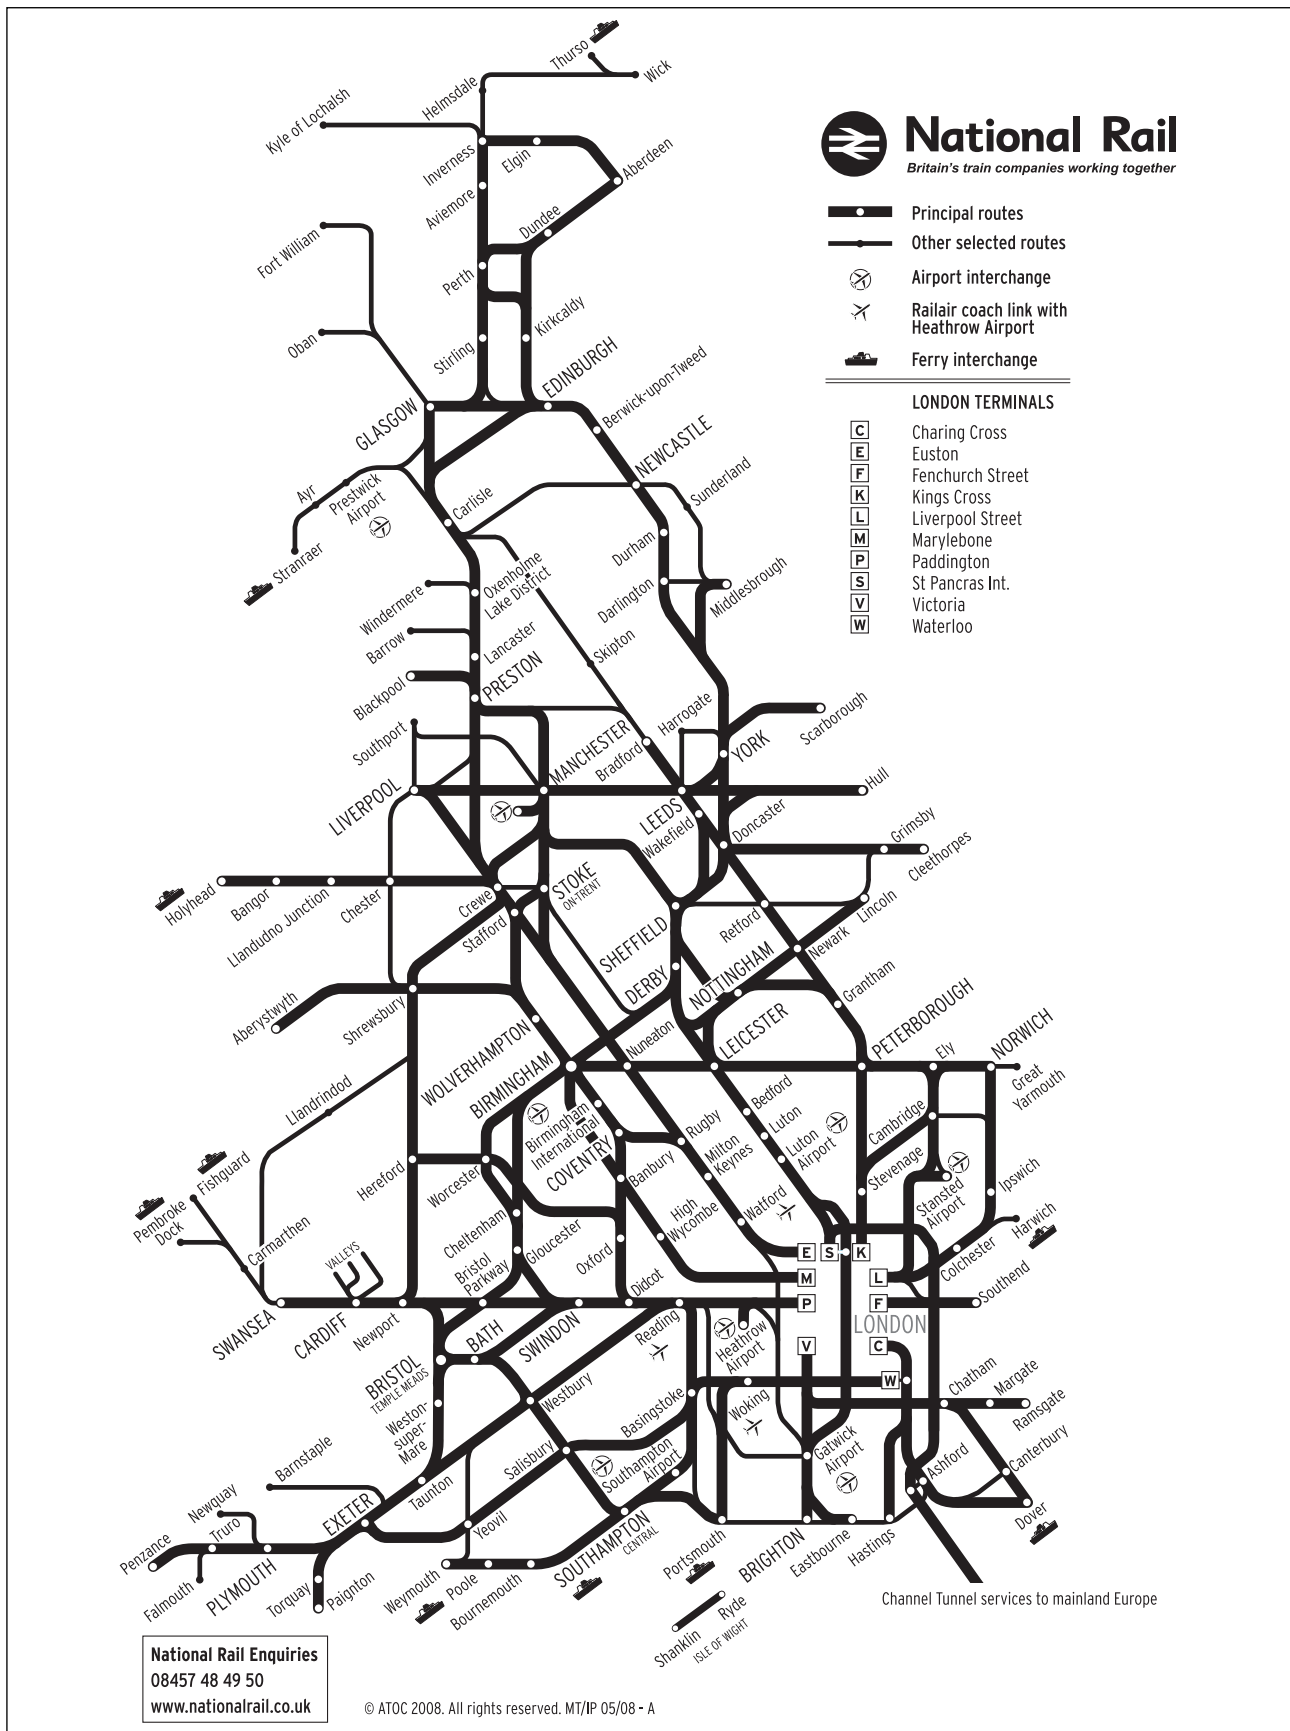 National Rail
Britain's train companies working together
Principal routes
Other selected routes
Airport interchange
Railair coach link with
Heathrow Airport
Ferry interchange
LONDON TERMINALS
C Charing Cross
E Euston
F Fenchurch Street
K Kings Cross
L Liverpool Street
M Marylebone
P Paddington
S St Pancras Int.
V Victoria
W Waterloo
Thurso
Wick
Helmsdale
Kyle of Lochalsh
Inverness
Elgin
Aberdeen
Aviemore
Dundee
Fort William
Perth
Oban
Stirling
Kirkcaldy
GLASGOW
EDINBURGH
Berwick-upon-Tweed
NEWCASTLE
Sunderland
Ayr
Prestwick
Airport
Carlisle
Stranraer
Durham
Oxenholme
Lake District
Darlington
Middlesbrough
Windermere
Barrow
Lancaster
Skipton
PRESTON
Blackpool
Harrogate
Scarborough
Southport
MANCHESTER
Bradford
YORK
LIVERPOOL
LEEDS
Hull
Wakefield
Doncaster
Grimsby
Cleethorpes
Holyhead
Bangor
Llandudno Junction
Chester
Crewe
STOKE
ON-TRENT
Stafford
SHEFFIELD
Retford
Lincoln
Newark
DERBY
NOTTINGHAM
Grantham
Aberystwyth
Shrewsbury
WOLVERHAMPTON
BIRMINGHAM
Nuneaton
LEICESTER
PETERBOROUGH
Ely
NORWICH
Great
Yarmouth
Llandrindod
Birmingham
International
COVENTRY
Rugby
Bedford
Luton
Luton
Airport
Cambridge
Stevenage
Stansted
Airport
Ipswich
Harwich
Fishguard
Pembroke
Dock
Carmarthen
Hereford
Worcester
Banbury
Milton
Keynes
High
Wycombe
Watford
Cheltenham
Gloucester
Oxford
Bristol
Parkway
Didcot
Colchester
Southend
VALLEYS
SWANSEA
CARDIFF
Newport
BATH
SWINDON
Reading
Heathrow
Airport
E
S
K
M
L
P
F
LONDON
V
C
W
BRISTOL
TEMPLE MEADS
Weston-
super-
Mare
Westbury
Basingstoke
Woking
Chatham
Margate
Ramsgate
Barnstaple
Salisbury
Southampton
Airport
Gatwick
Airport
Ashford
Canterbury
Newquay
Truro
EXETER
Taunton
Yeovil
Dover
Penzance
Falmouth
PLYMOUTH
Torquay
Paignton
Weymouth
Poole
Bournemouth
SOUTHAMPTON
CENTRAL
Portsmouth
BRIGHTON
Eastbourne
Hastings
Shanklin
Ryde
ISLE OF WIGHT
Channel Tunnel services to mainland Europe
National Rail Enquiries
08457 48 49 50
www.nationalrail.co.uk
© ATOC 2008. All rights reserved. MT/IP 05/08 - A